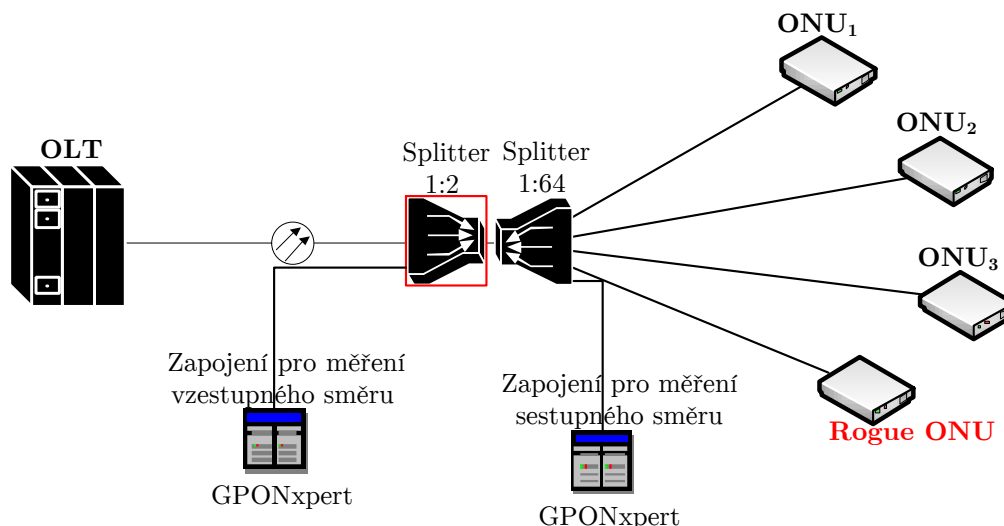 ONU₁
ONU₂
OLT
Splitter
1:2
Splitter
1:64
ONU₃
Zapojení pro měření
vzestupného směru
Zapojení pro měření
sestupného směru
Rogue ONU
GPONxpert
GPONxpert